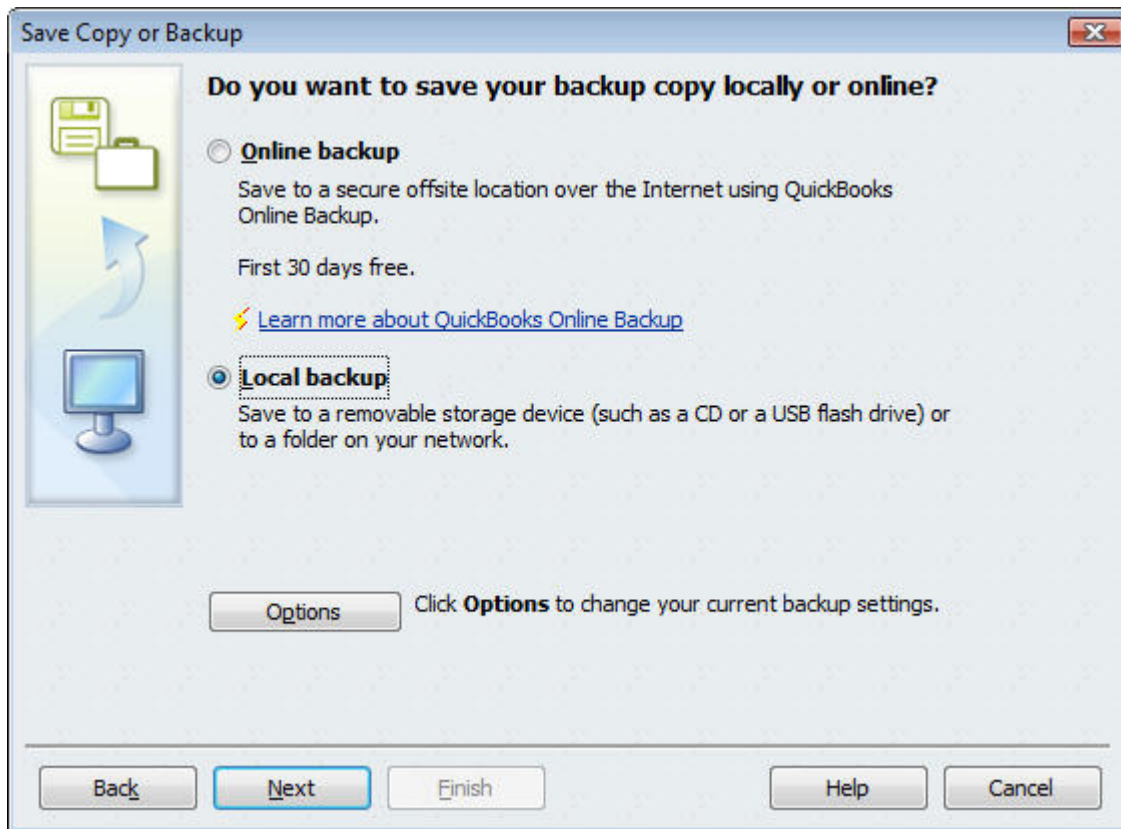 Save Copy or Backup
Do you want to save your backup copy locally or online?
Online backup
Save to a secure offsite location over the Internet using QuickBooks
Online Backup.
First 30 days free.
Learn more about QuickBooks Online Backup
Local backup
Save to a removable storage device (such as a CD or a USB flash drive) or
to a folder on your network.
Options Click Options to change your current backup settings.
Back Next Finish Help Cancel